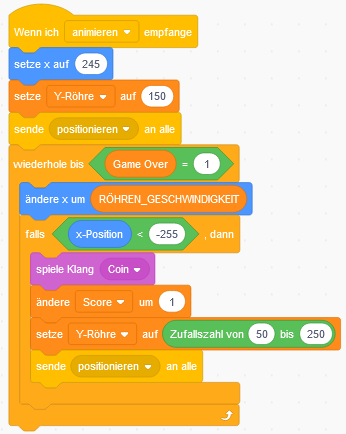 Wenn ich animieren empfange
setze x auf 245
setze Y-Röhre auf 150
sende positionieren an alle
wiederhole bis Game Over = 1
ändere x um RÖHREN_GESCHWINDIGKEIT
falls x-Position < -255 , dann
spiele Klang Coin
ändere Score um 1
setze Y-Röhre auf Zufallszahl von 50 bis 250
sende positionieren an alle